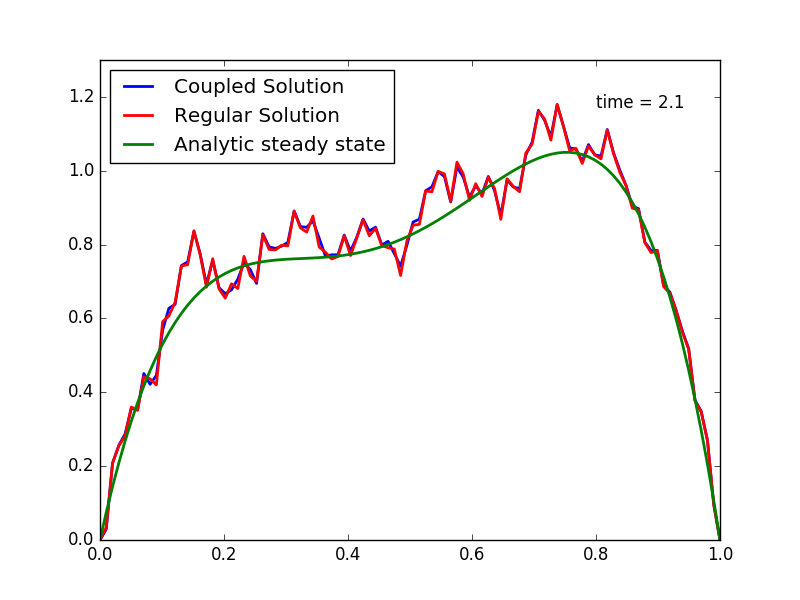 1.2
1.0
0.8
0.6
0.4
0.2
0.0
Coupled Solution
Regular Solution
Analytic steady state
time = 2.1
0.0 0.2 0.4 0.6 0.8 1.0